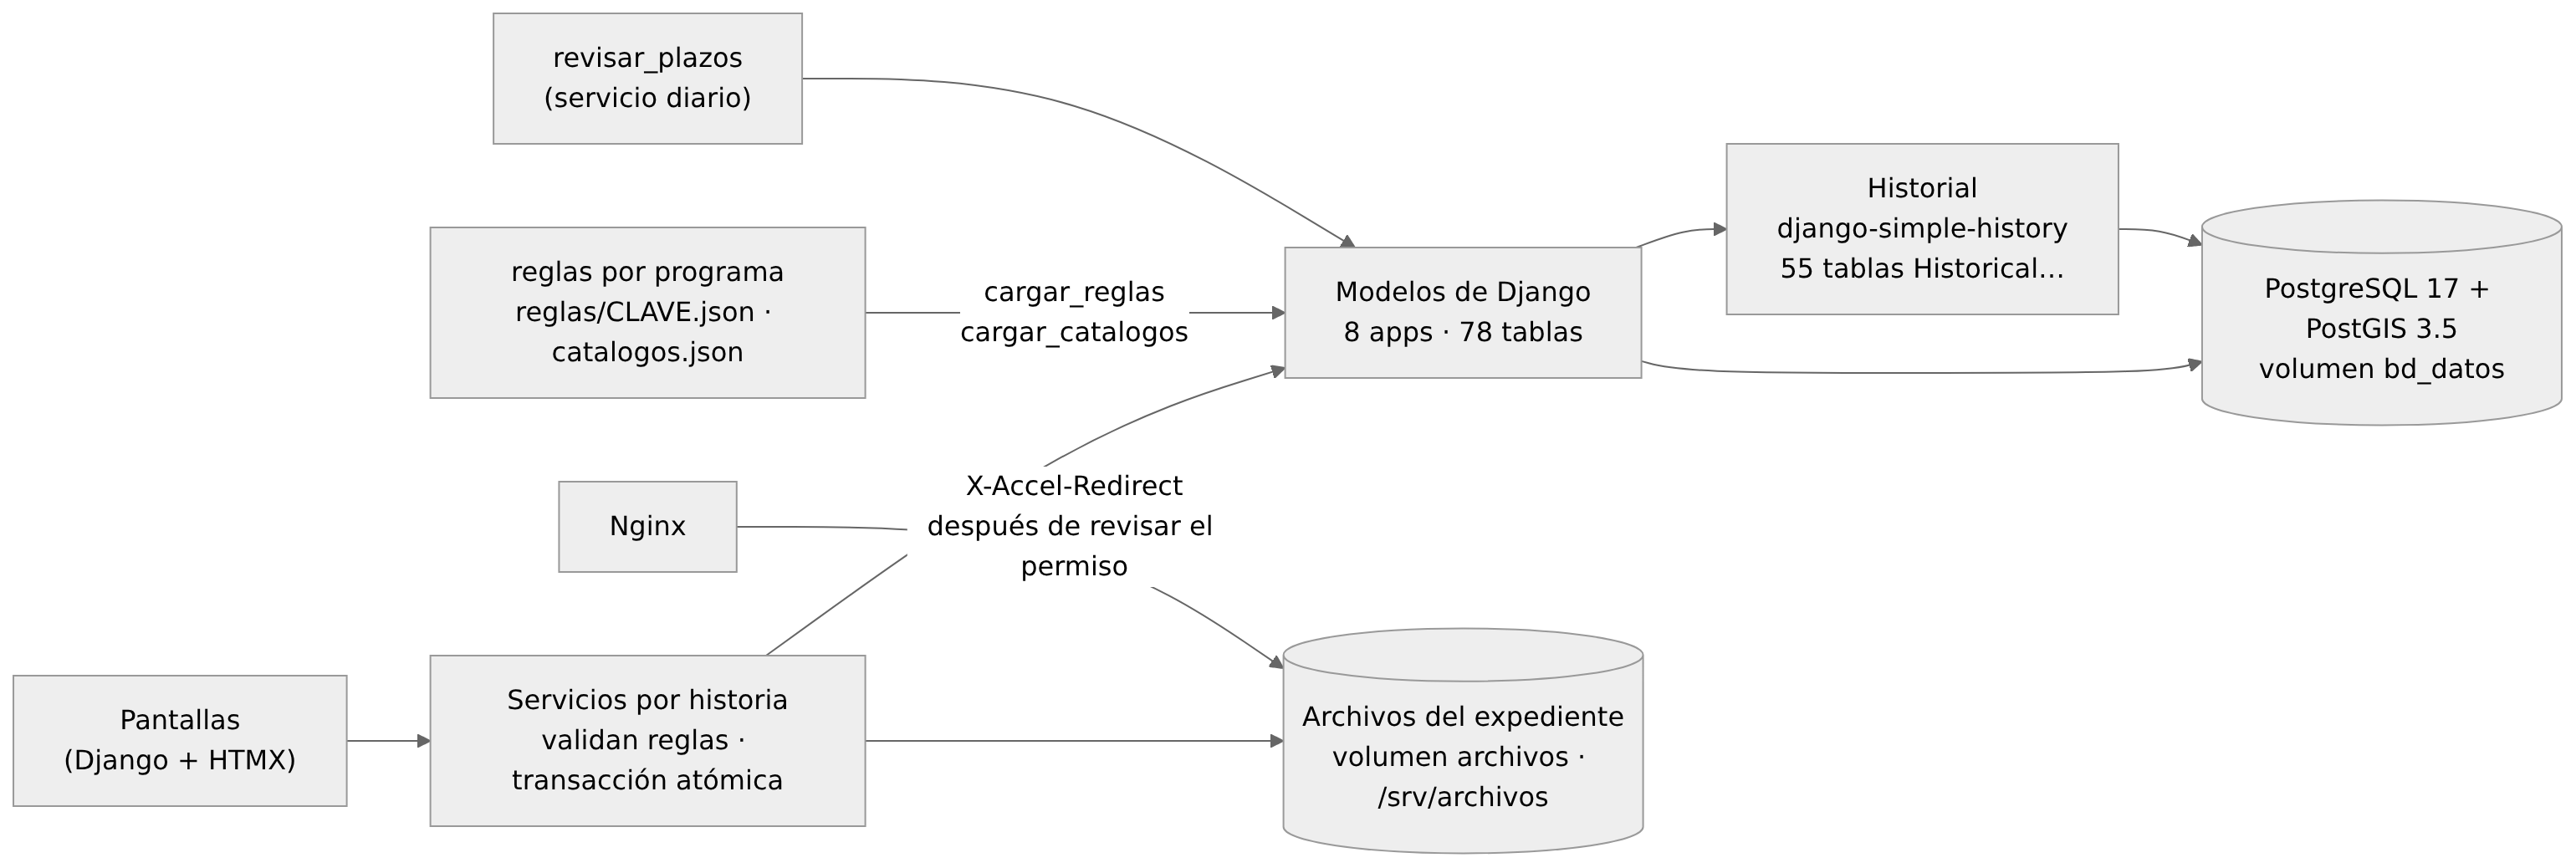 revisar_plazos
(servicio diario)
reglas por programa
reglas/CLAVE.json ·
catalogos.json
cargar_reglas
cargar_catalogos
Modelos de Django
8 apps · 78 tablas
Historial
django-simple-history
55 tablas Historical…
PostgreSQL 17 +
PostGIS 3.5
volumen bd_datos
Nginx
X-Accel-Redirect
después de revisar el
permiso
Pantallas
(Django + HTMX)
Servicios por historia
validan reglas ·
transacción atómica
Archivos del expediente
volumen archivos ·
/srv/archivos